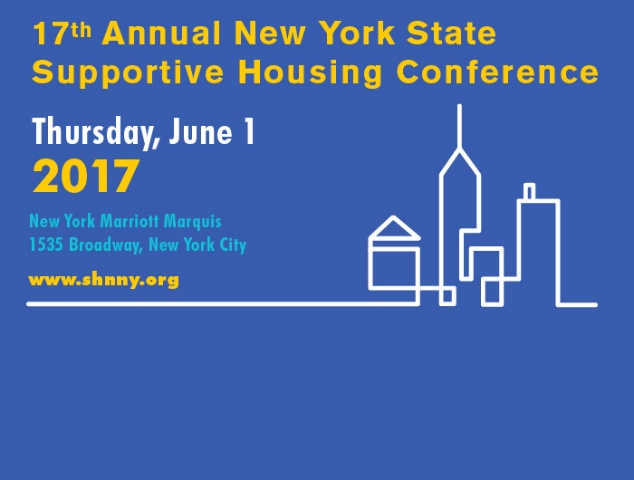 17th Annual New York State
Supportive Housing Conference
Thursday, June 1
2017
New York Marriott Marquis
1535 Broadway, New York City
www.shnny.org